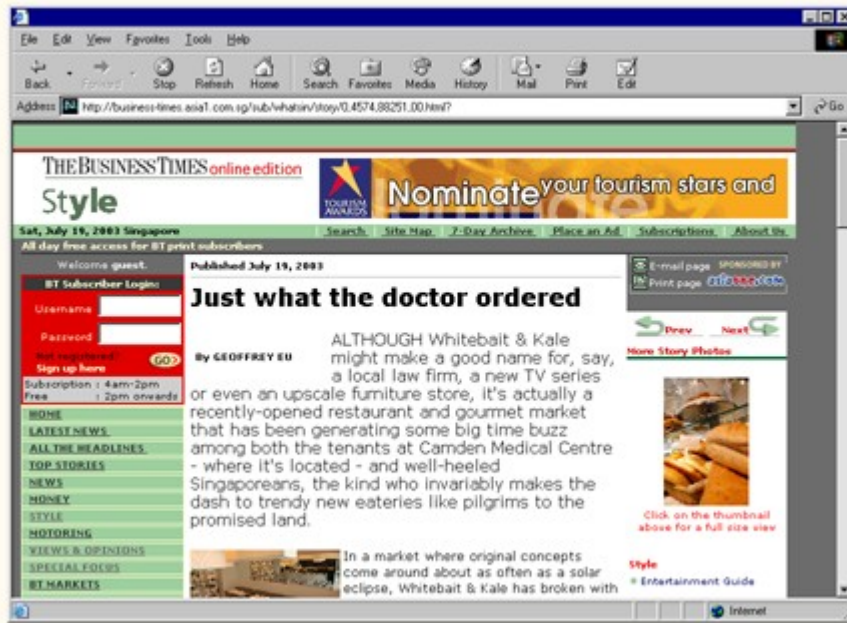 File Edit View Favorites Tools Help
Back Forward Stop Refresh Home Search Favorites Media History Mail Print Edit
Address http://business-times.asia1.com.sg/sub/whatsin/story/0,4574,88251,00.html? Go
THE BUSINESS TIMES online edition
Style
TOURISM AWARDS
Nominate your tourism stars and
Sat, July 19, 2003 Singapore
Search Site Map 7-Day Archive Place an Ad Subscriptions About Us
All day free access for BT print subscribers
Welcome guest.
BT Subscriber Login:
Username
Password
Not registered?
Sign up here
GO>
Subscription : 4am-2pm
Free : 2pm onwards
HOME
LATEST NEWS
ALL THE HEADLINES
TOP STORIES
NEWS
MONEY
STYLE
MOTORING
VIEWS & OPINIONS
SPECIAL FOCUS
BT MARKETS
Published July 19, 2003
Just what the doctor ordered
By GEOFFREY EU
ALTHOUGH Whitebait & Kale
might make a good name for, say,
a local law firm, a new TV series
or even an upscale furniture store, it's actually a
recently-opened restaurant and gourmet market
that has been generating some big time buzz
among both the tenants at Camden Medical Centre
- where it's located - and well-heeled
Singaporeans, the kind who invariably makes the
dash to trendy new eateries like pilgrims to the
promised land.
In a market where original concepts
come around about as often as a solar
eclipse, Whitebait & Kale has broken with
E-mail page SPONSORED BY
Print page
Prev Next
More Story Photos
Click on the thumbnail
above for a full size view
Style
Entertainment Guide
Internet